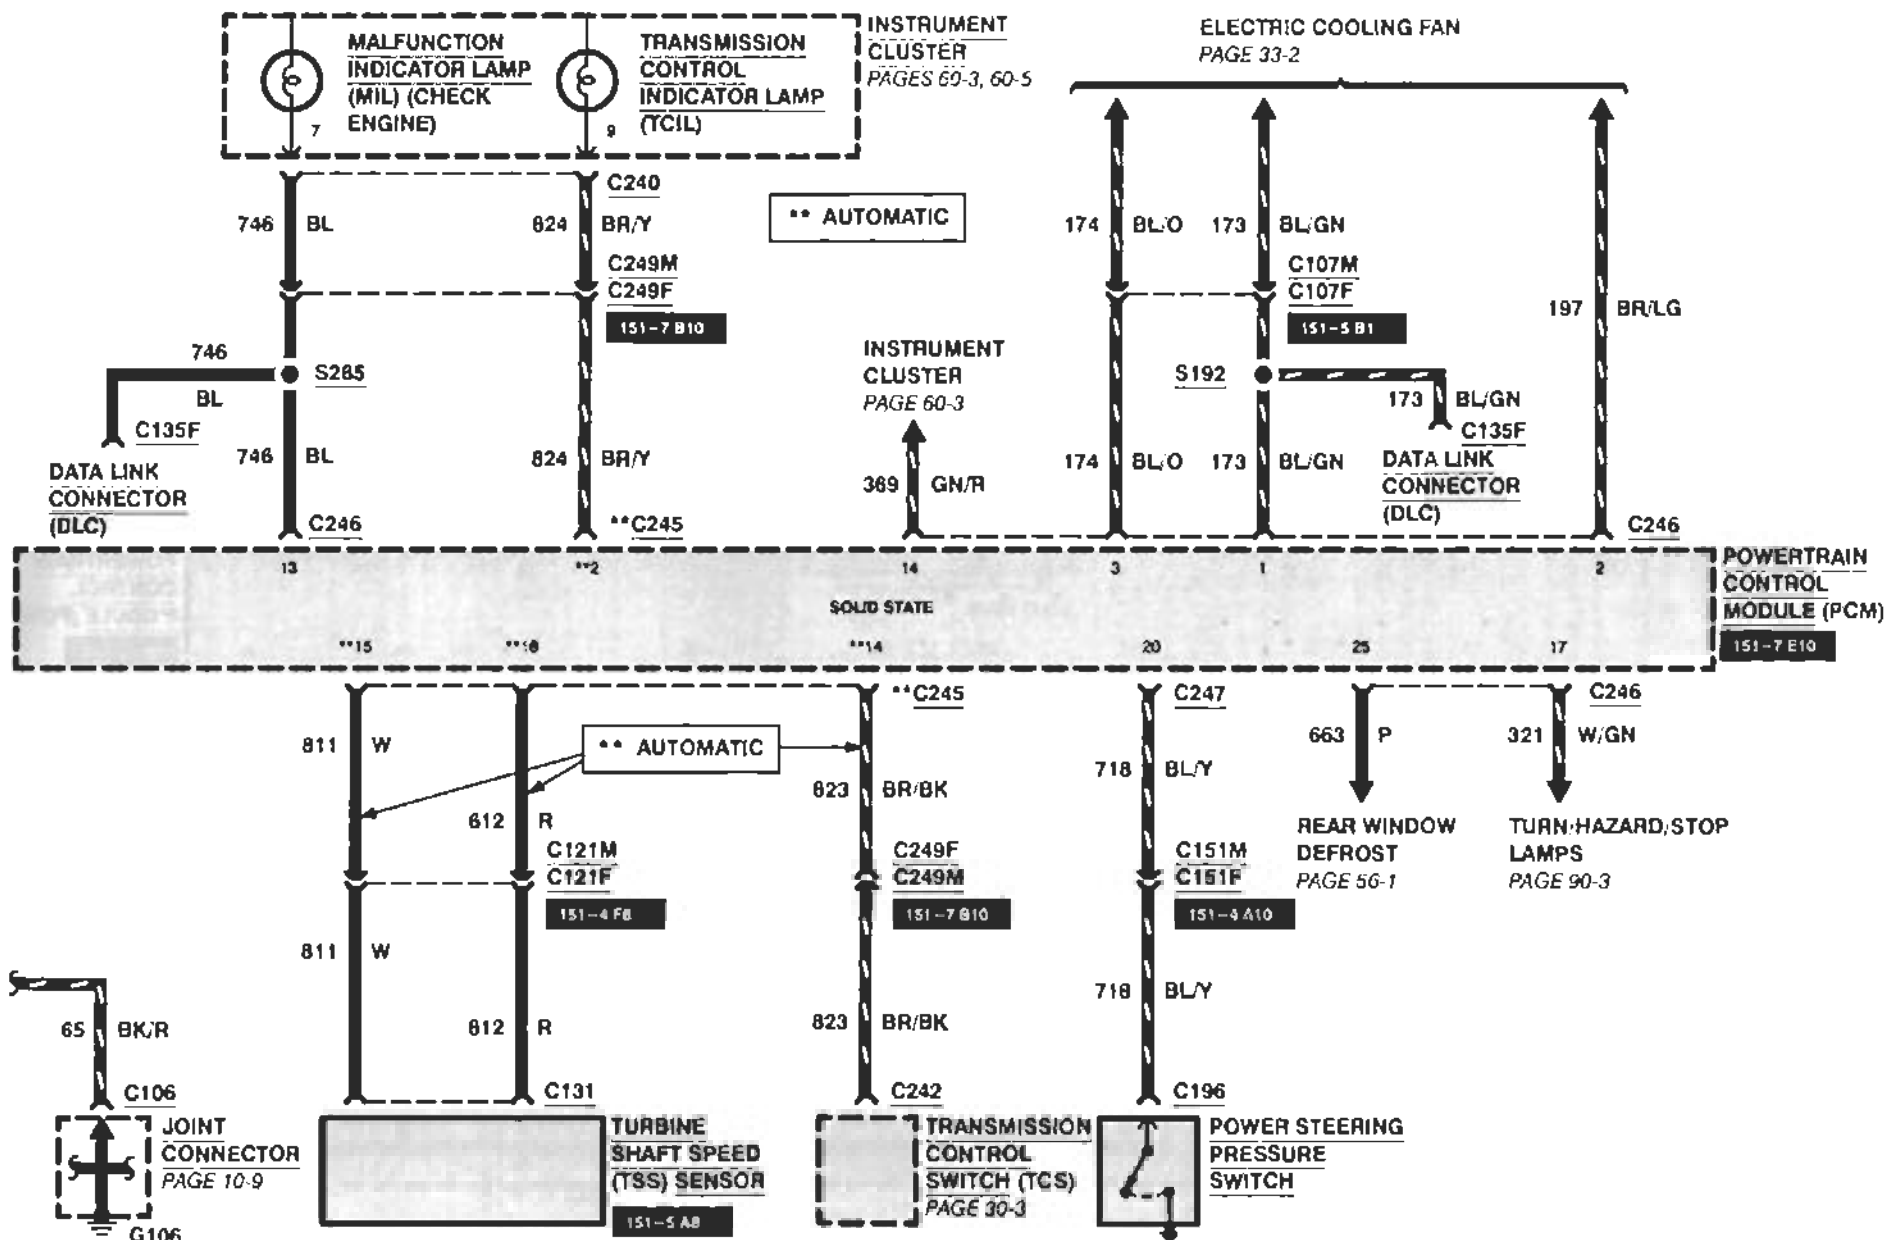 MALFUNCTION
INDICATOR LAMP
(MIL) (CHECK
ENGINE)
7
TRANSMISSION
CONTROL
INDICATOR LAMP
(TCIL)
9
INSTRUMENT
CLUSTER
PAGES 60-3, 60-5
ELECTRIC COOLING FAN
PAGE 33-2
C240
746 BL
824 BR/Y
** AUTOMATIC
174 BL/O
173 BL/GN
C249M
C249F
151-7 B10
C107M
C107F
151-5 B1
197 BR/LG
746
BL
S285
INSTRUMENT
CLUSTER
PAGE 60-3
S192
173 BL/GN
C135F
DATA LINK
CONNECTOR
(DLC)
746 BL
824 BR/Y
369 GN/R
174 BL/O
173 BL/GN
C135F
DATA LINK
CONNECTOR
(DLC)
C246
**C245
C246
13
**2
14
3
1
2
SOLID STATE
POWERTRAIN
CONTROL
MODULE (PCM)
151-7 E10
**15
**16
**14
20
25
17
**C245
C247
C246
811 W
** AUTOMATIC
663 P
321 W/GN
612 R
823 BR/BK
718 BL/Y
REAR WINDOW
DEFROST
PAGE 56-1
TURN/HAZARD/STOP
LAMPS
PAGE 90-3
C121M
C121F
151-4 F8
C249F
C249M
151-7 B10
C151M
C151F
151-4 A10
811 W
812 R
823 BR/BK
718 BL/Y
65 BK/R
C106
C131
C242
C196
JOINT
CONNECTOR
PAGE 10-9
G106
TURBINE
SHAFT SPEED
(TSS) SENSOR
151-5 A8
TRANSMISSION
CONTROL
SWITCH (TCS)
PAGE 30-3
POWER STEERING
PRESSURE
SWITCH